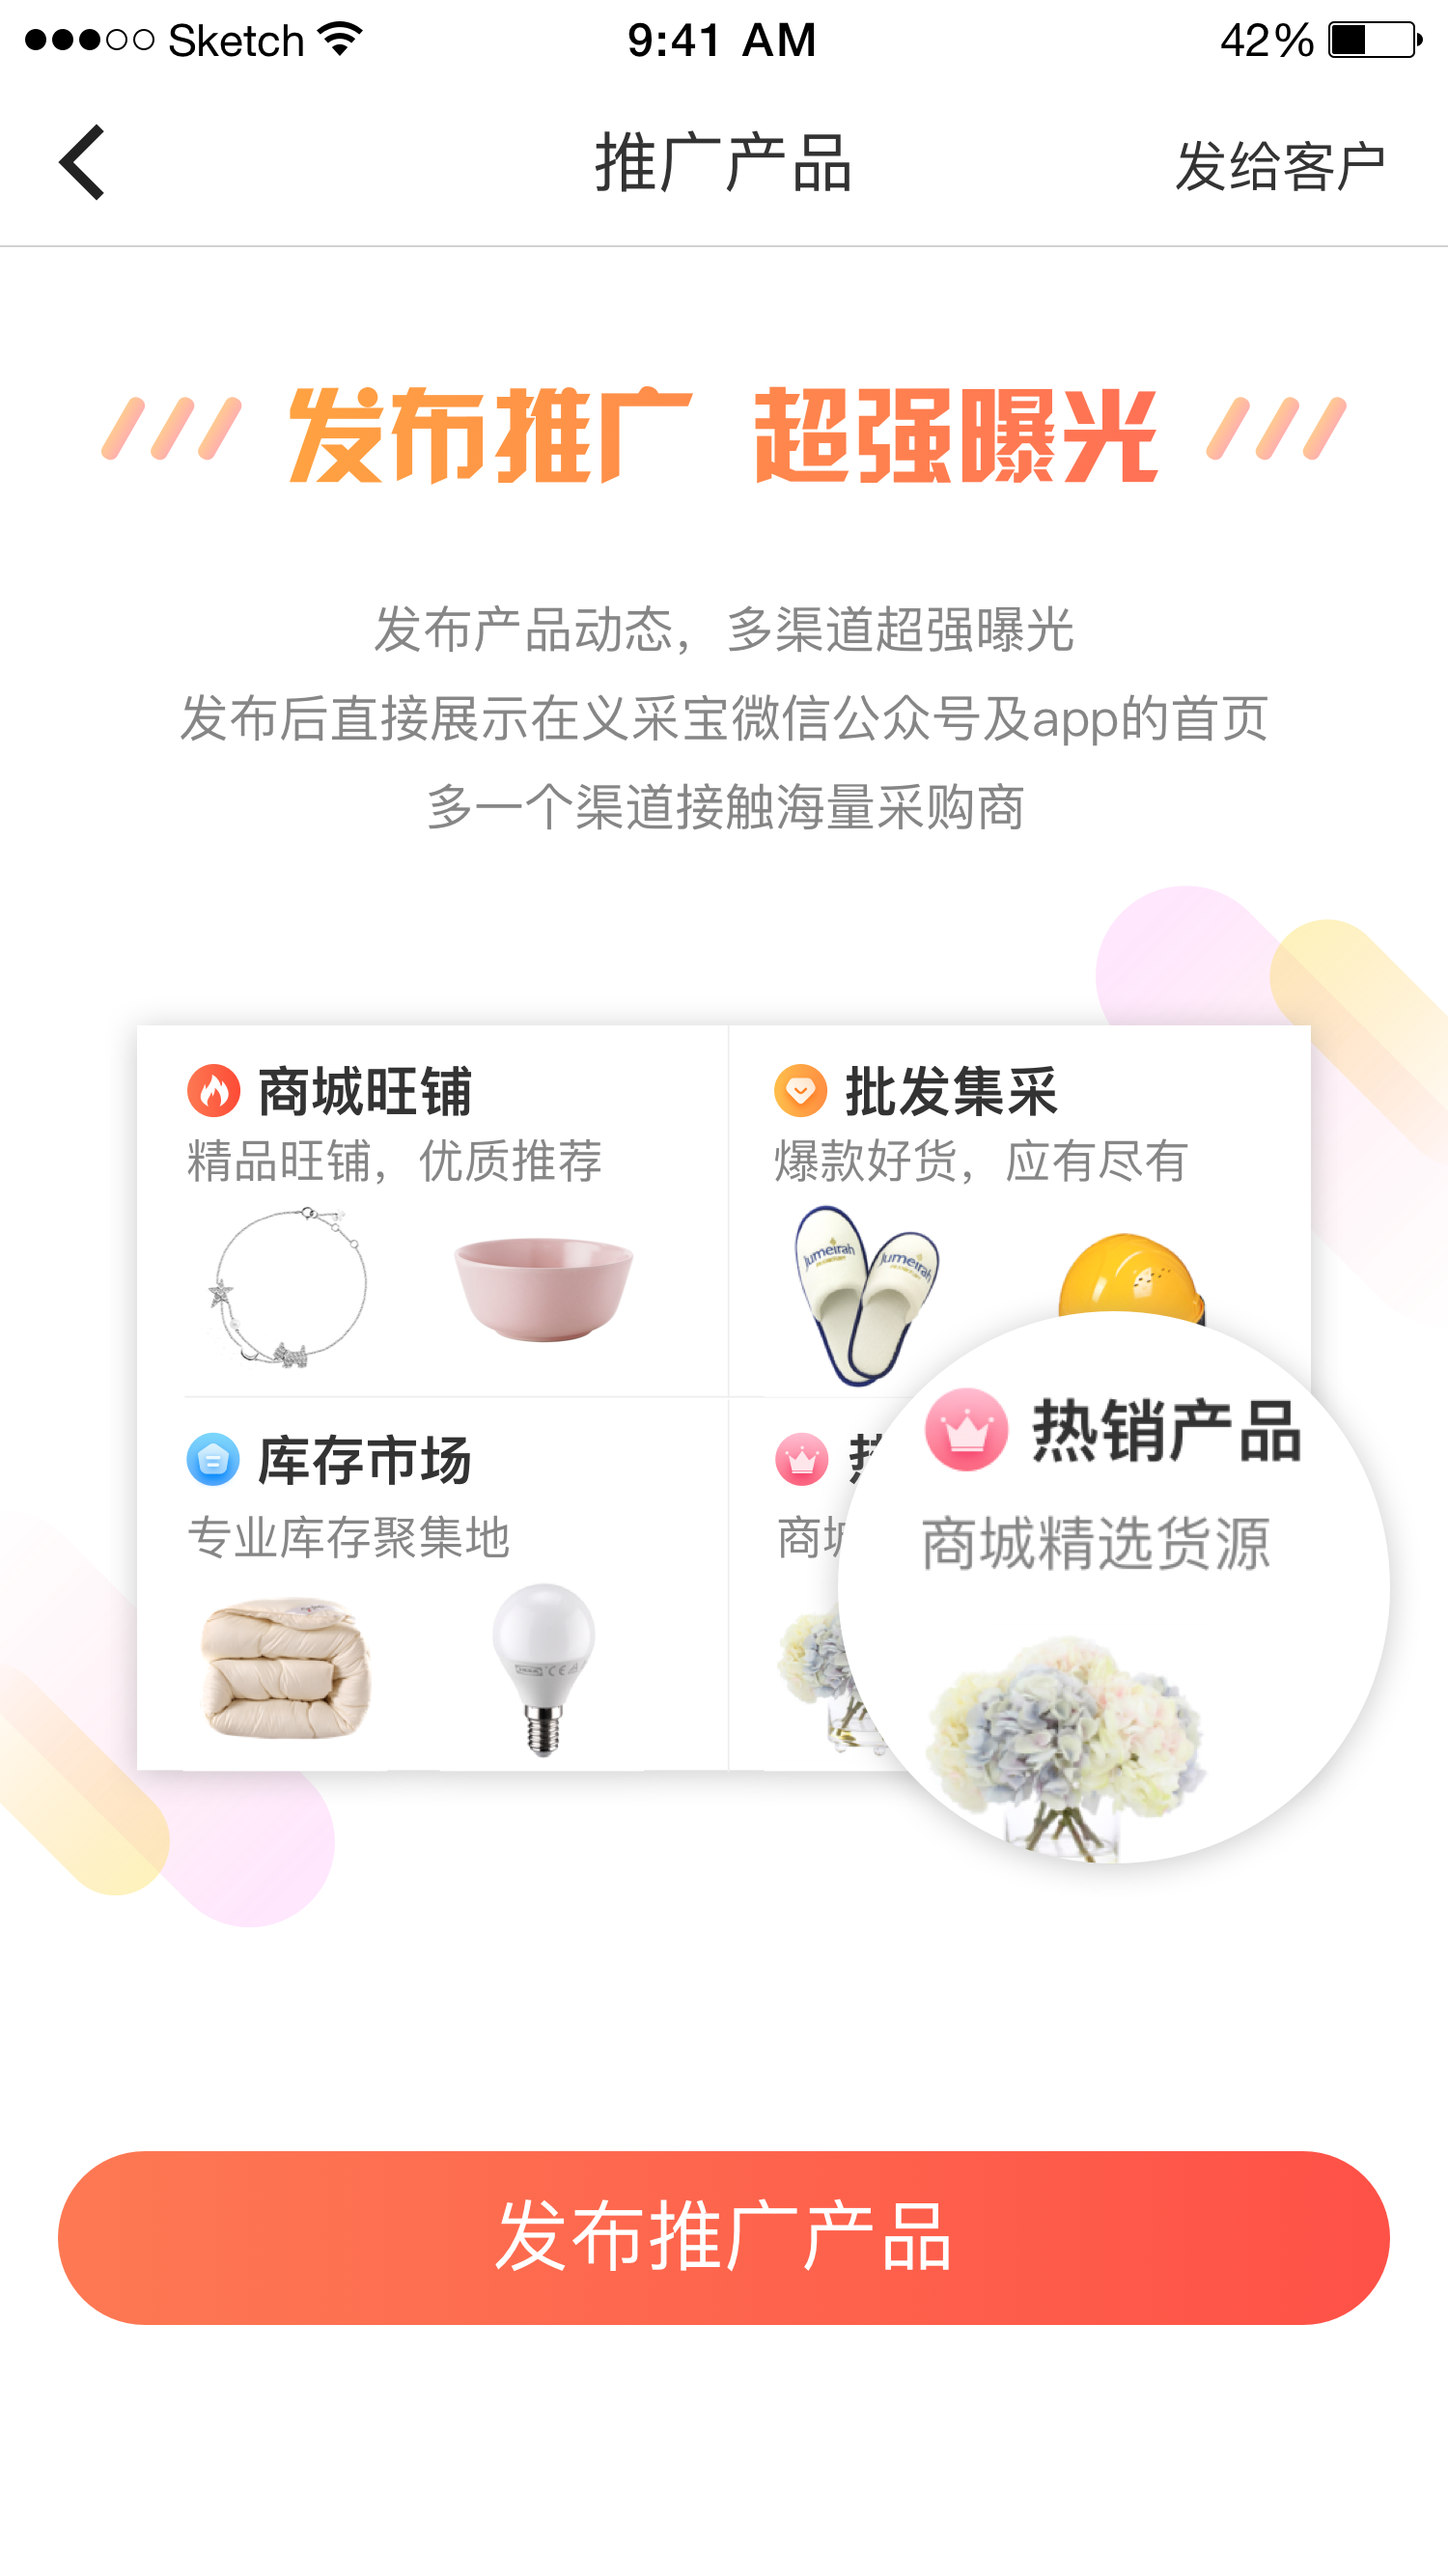 Sketch 9:41 AM 42%
推广产品 发给客户
发布推广 超强曝光
发布产品动态，多渠道超强曝光
发布后直接展示在义采宝微信公众号及app的首页
多一个渠道接触海量采购商
商城旺铺 批发集采
精品旺铺，优质推荐 爆款好货，应有尽有
Jumeirah Jumeirah
热销产品
库存市场
商城精选货源
专业库存聚集地 商
发布推广产品